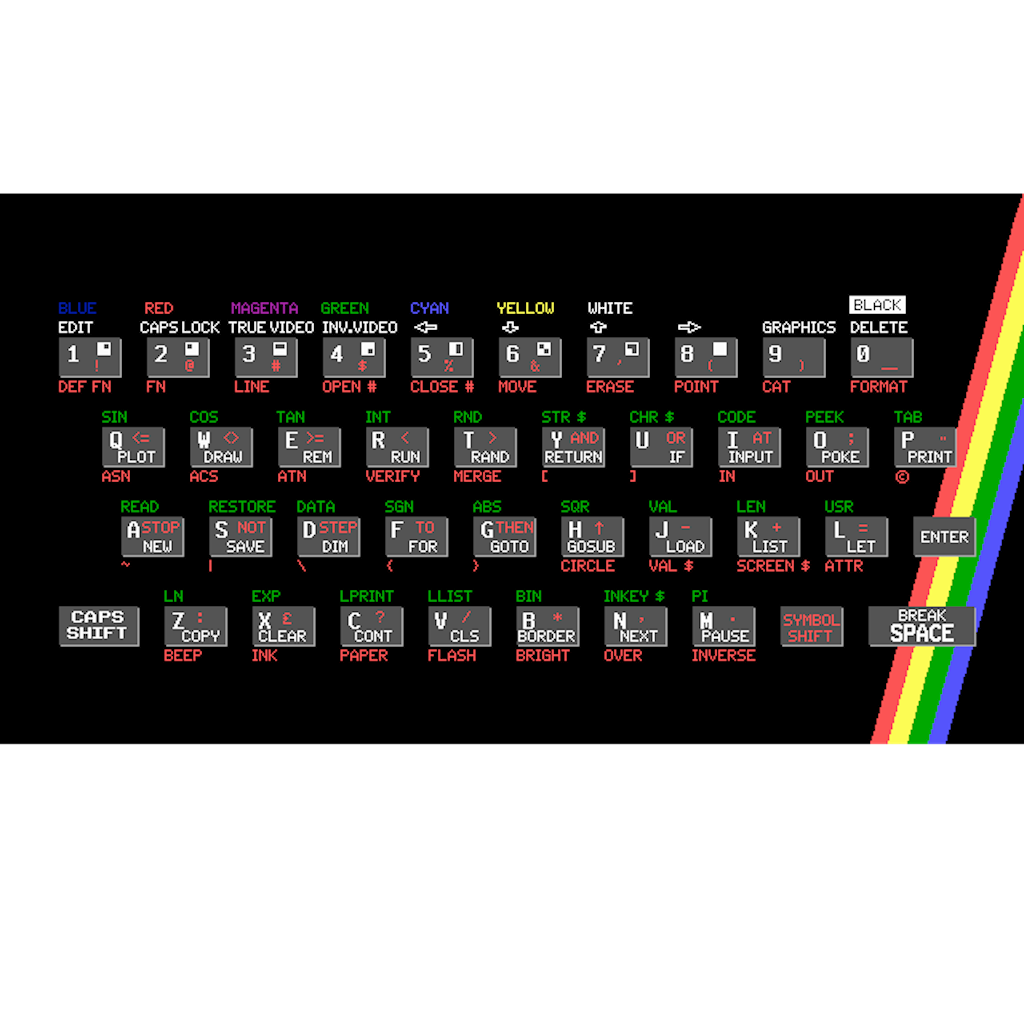 BLUE RED MAGENTA GREEN CYAN YELLOW WHITE BLACK
EDIT CAPS LOCK TRUE VIDEO INV.VIDEO ⇦ ⇩ ⇧ ⇨ GRAPHICS DELETE
1 2 3 4 5 6 7 8 9 0
! @ # $ % & ' ( ) _
DEF FN FN LINE OPEN # CLOSE # MOVE ERASE POINT CAT FORMAT
SIN COS TAN INT RND STR $ CHR $ CODE PEEK TAB
Q <= W <> E >= R < T > Y AND U OR I AT O ; P "
PLOT DRAW REM RUN RAND RETURN IF INPUT POKE PRINT
ASN ACS ATN VERIFY MERGE [ ] IN OUT ©
READ RESTORE DATA SGN ABS SQR VAL LEN USR
A STOP S NOT D STEP F TO G THEN H ↑ J - K + L =
NEW SAVE DIM FOR GOTO GOSUB LOAD LIST LET ENTER
~ | \ { } CIRCLE VAL $ SCREEN $ ATTR
LN EXP LPRINT LLIST BIN INKEY $ PI
CAPS Z : X £ C ? V / B * N , M . SYMBOL BREAK
SHIFT COPY CLEAR CONT CLS BORDER NEXT PAUSE SHIFT SPACE
BEEP INK PAPER FLASH BRIGHT OVER INVERSE